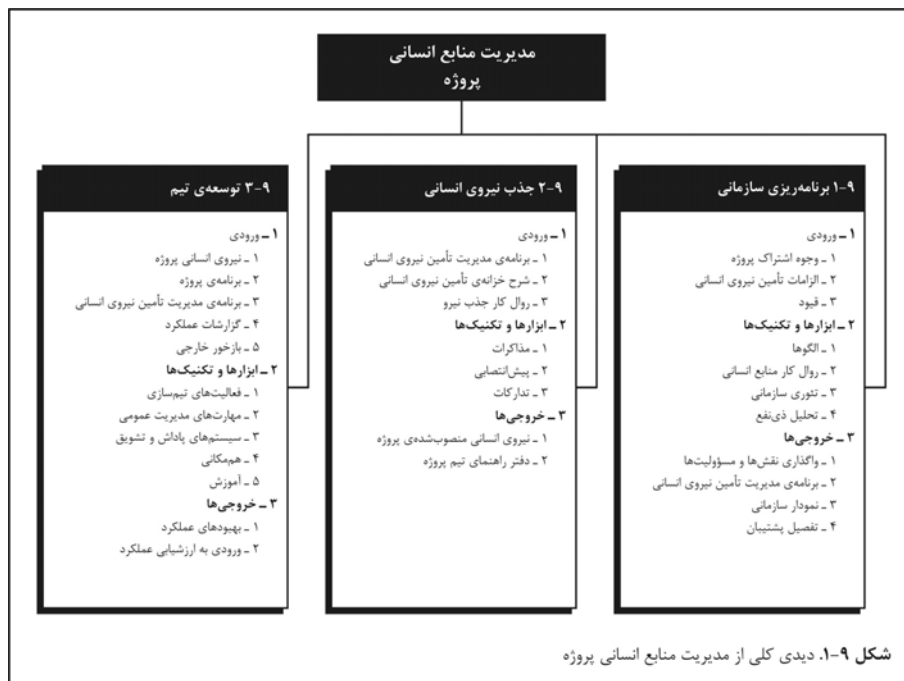 مدیریت منابع انسانی
پروژه
۹-۱ برنامه‌ریزی سازمانی
۱ ـ ورودی
۱ ـ وجوه اشتراک پروژه
۲ ـ الزامات تأمین نیروی انسانی
۳ ـ قیود
۲ ـ ابزارها و تکنیک‌ها
۱ ـ الگوها
۲ ـ روال کار منابع انسانی
۳ ـ تئوری سازمانی
۴ ـ تحلیل ذی‌نفع
۳ ـ خروجی‌ها
۱ ـ واگذاری نقش‌ها و مسؤولیت‌ها
۲ ـ برنامه‌ی مدیریت تأمین نیروی انسانی
۳ ـ نمودار سازمانی
۴ ـ تفصیل پشتیبان
۹-۲ جذب نیروی انسانی
۱ ـ ورودی
۱ ـ برنامه‌ی مدیریت تأمین نیروی انسانی
۲ ـ شرح خزانه‌ی تأمین نیروی انسانی
۳ ـ روال کار جذب نیرو
۲ ـ ابزارها و تکنیک‌ها
۱ ـ مذاکرات
۲ ـ پیش‌انتصابی
۳ ـ تدارکات
۳ ـ خروجی‌ها
۱ ـ نیروی انسانی منصوب‌شده‌ی پروژه
۲ ـ دفتر راهنمای تیم پروژه
۹-۳ توسعه‌ی تیم
۱ ـ ورودی
۱ ـ نیروی انسانی پروژه
۲ ـ برنامه‌ی پروژه
۳ ـ برنامه‌ی مدیریت تأمین نیروی انسانی
۴ ـ گزارشات عملکرد
۵ ـ بازخور خارجی
۲ ـ ابزارها و تکنیک‌ها
۱ ـ فعالیت‌های تیم‌سازی
۲ ـ مهارت‌های مدیریت عمومی
۳ ـ سیستم‌های پاداش و تشویق
۴ ـ هم‌مکانی
۵ ـ آموزش
۳ ـ خروجی‌ها
۱ ـ بهبودهای عملکرد
۲ ـ ورودی به ارزشیابی عملکرد
شکل ۹-۱. دیدی کلی از مدیریت منابع انسانی پروژه